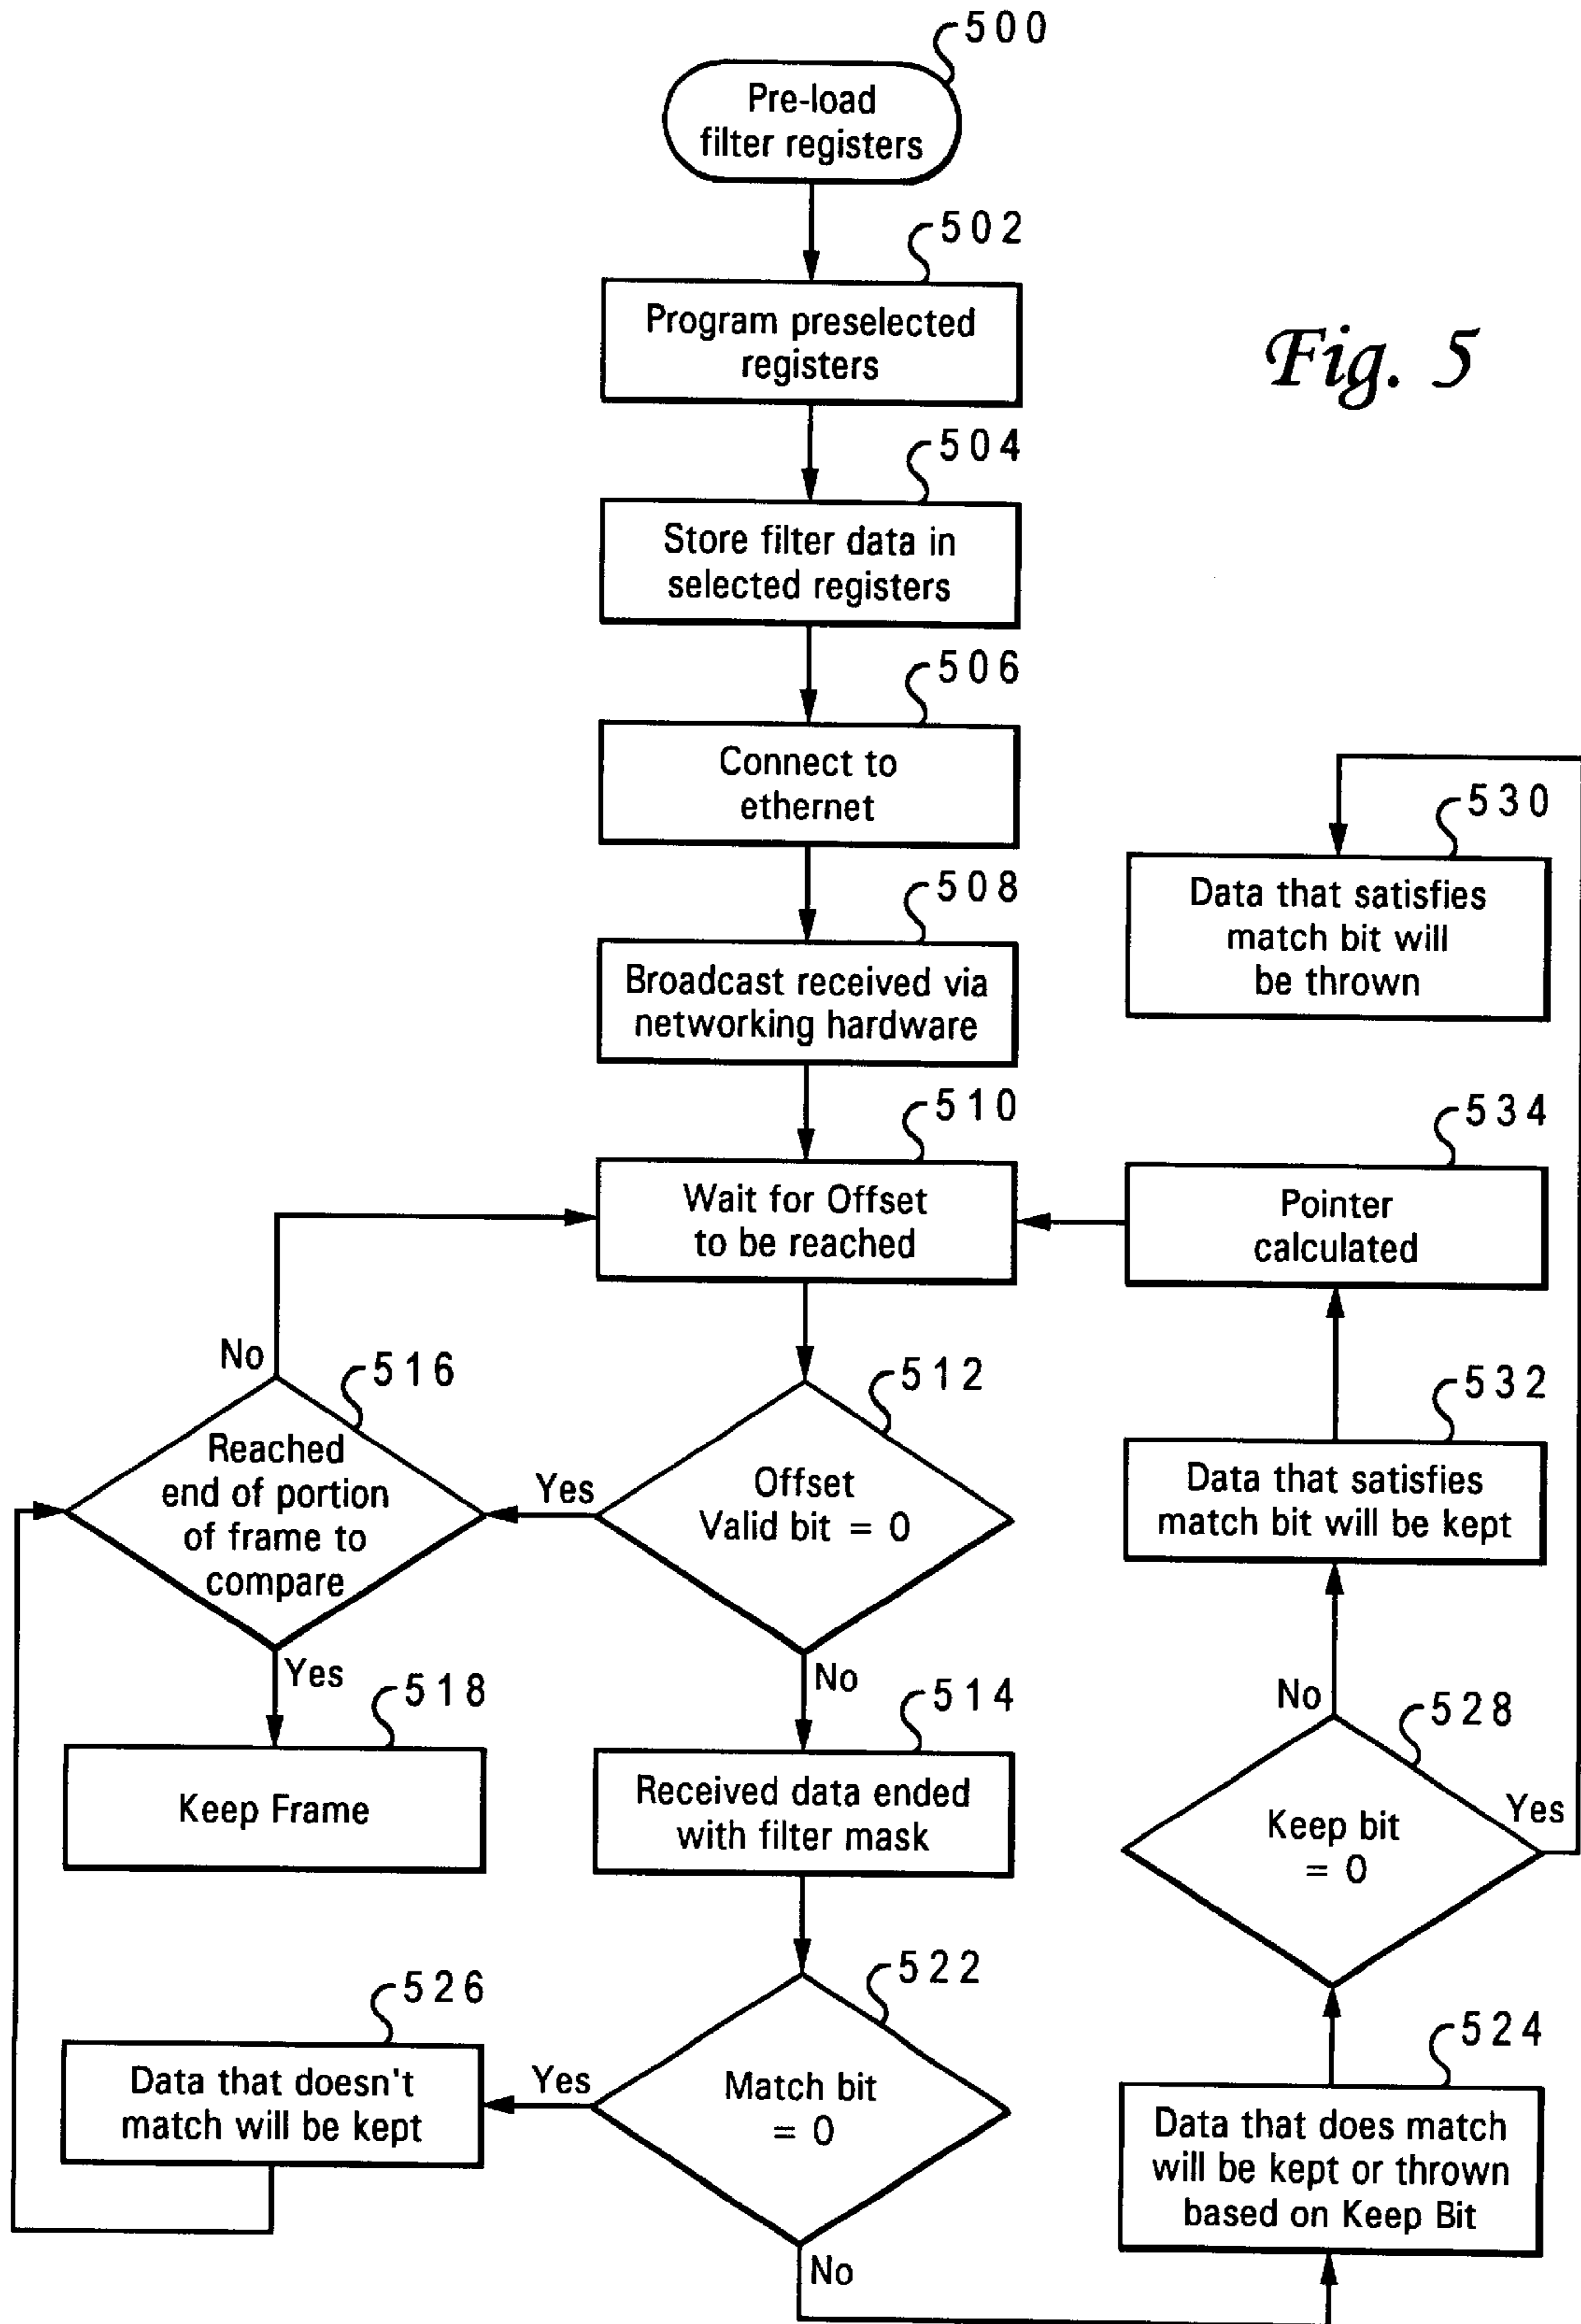 500
Pre-load
filter registers
502
Program preselected
registers
Fig. 5
504
Store filter data in
selected registers
506
Connect to
ethernet
530
Data that satisfies
match bit will
be thrown
508
Broadcast received via
networking hardware
510
Wait for Offset
to be reached
534
Pointer
calculated
No
516
Reached
end of portion
of frame to
compare
Yes
512
Offset
Valid bit = 0
532
Data that satisfies
match bit will be kept
Yes
518
Keep Frame
No
514
Received data ended
with filter mask
No
528
Keep bit
= 0
Yes
526
Data that doesn't
match will be kept
Yes
522
Match bit
= 0
No
524
Data that does match
will be kept or thrown
based on Keep Bit